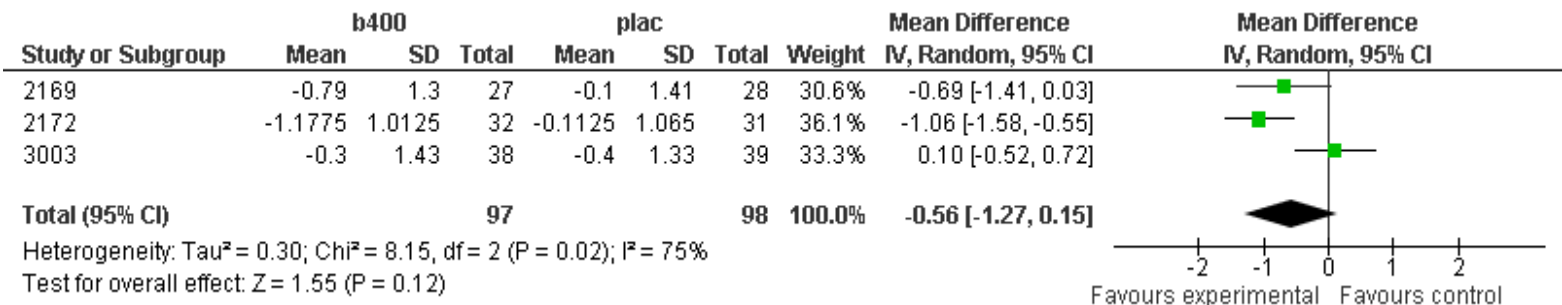 b400 plac Mean Difference Mean Difference
Study or Subgroup Mean SD Total Mean SD Total Weight IV, Random, 95% CI IV, Random, 95% CI
2169 -0.79 1.3 27 -0.1 1.41 28 30.6% -0.69 [-1.41, 0.03]
2172 -1.1775 1.0125 32 -0.1125 1.065 31 36.1% -1.06 [-1.58, -0.55]
3003 -0.3 1.43 38 -0.4 1.33 39 33.3% 0.10 [-0.52, 0.72]
Total (95% CI) 97 98 100.0% -0.56 [-1.27, 0.15]
Heterogeneity: Tau² = 0.30; Chi² = 8.15, df = 2 (P = 0.02); I² = 75%
Test for overall effect: Z = 1.55 (P = 0.12)
-2 -1 0 1 2
Favours experimental Favours control